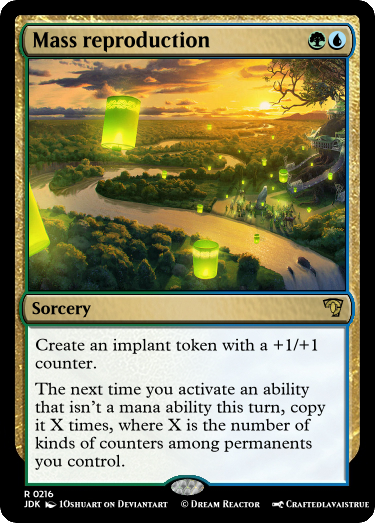 Mass reproduction
Sorcery
Create an implant token with a +1/+1
counter.
The next time you activate an ability
that isn't a mana ability this turn, copy
it X times, where X is the number of
kinds of counters among permanents
you control.
R 0216
JDK 1Oshuart on Deviantart © Dream Reactor Craftedlavaistrue